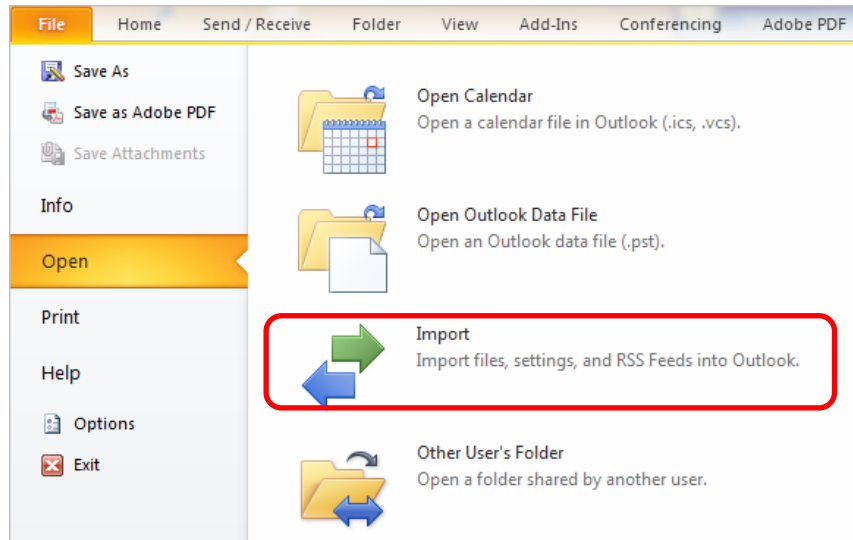 File Home Send / Receive Folder View Add-Ins Conferencing Adobe PDF
Save As
Save as Adobe PDF
Save Attachments
Info
Open
Print
Help
Options
Exit
Open Calendar
Open a calendar file in Outlook (.ics, .vcs).
Open Outlook Data File
Open an Outlook data file (.pst).
Import
Import files, settings, and RSS Feeds into Outlook.
Other User's Folder
Open a folder shared by another user.